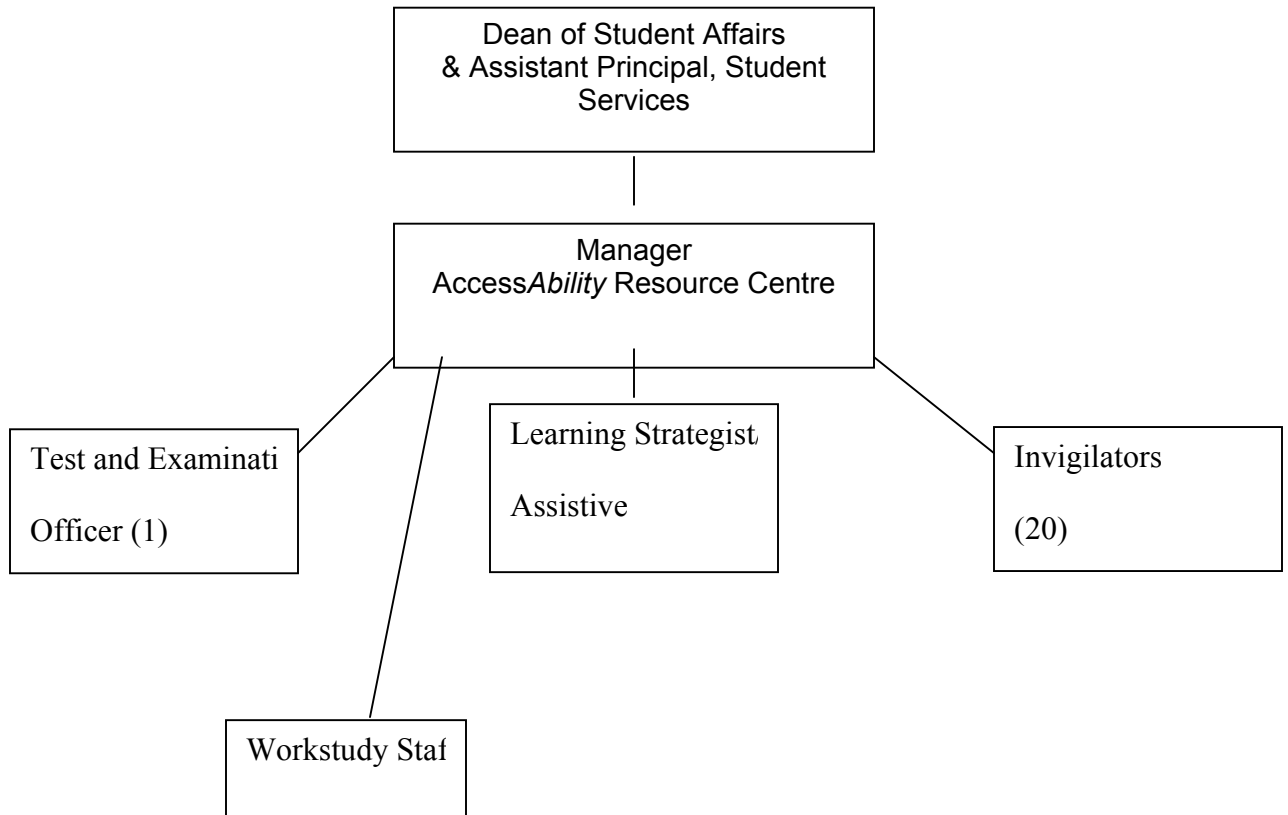 Dean of Student Affairs
& Assistant Principal, Student
Services
Manager
AccessAbility Resource Centre
Test and Examinati
Officer (1)
Learning Strategist/
Assistive
Invigilators
(20)
Workstudy Staf